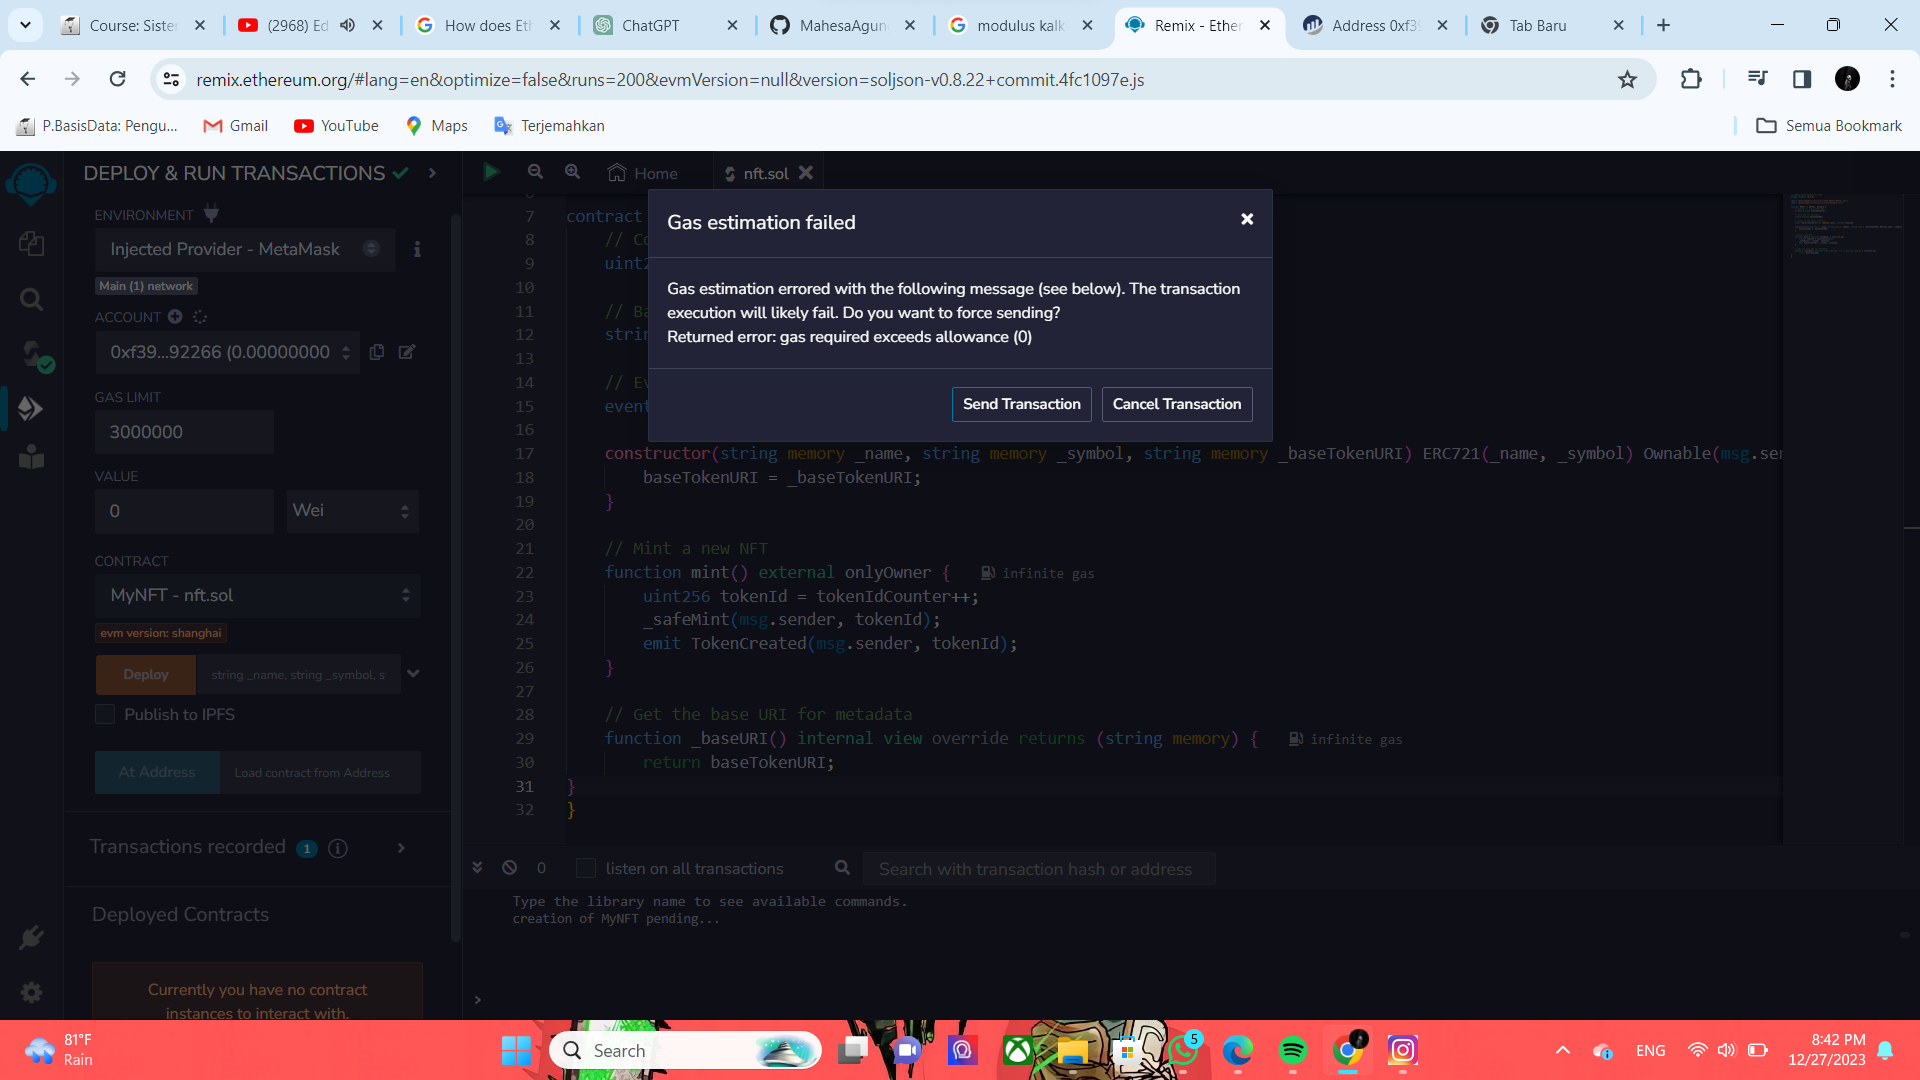 Course: Sister
(2968) Ed
How does Eth
ChatGPT
MahesaAgung
modulus kalk
Remix - Ether
Address 0xf39
Tab Baru
remix.ethereum.org/#lang=en&optimize=false&runs=200&evmVersion=null&version=soljson-v0.8.22+commit.4fc1097e.js
P.BasisData: Pengu...
Gmail
YouTube
Maps
Terjemahkan
Semua Bookmark
DEPLOY & RUN TRANSACTIONS
ENVIRONMENT
Injected Provider - MetaMask
Main (1) network
ACCOUNT
0xf39...92266 (0.00000000
GAS LIMIT
3000000
VALUE
0
Wei
CONTRACT
MyNFT - nft.sol
evm version: shanghai
Deploy
string _name, string _symbol, s
Publish to IPFS
At Address
Load contract from Address
Transactions recorded 1
Deployed Contracts
Currently you have no contract
instances to interact with.
Home
nft.sol
Gas estimation failed
Gas estimation errored with the following message (see below). The transaction
execution will likely fail. Do you want to force sending?
Returned error: gas required exceeds allowance (0)
Send Transaction
Cancel Transaction
7 contract
8 // Co
9 uint2
10
11 // Ba
12 strin
13
14 // Ev
15 event
16
17 constructor(string memory _name, string memory _symbol, string memory _baseTokenURI) ERC721(_name, _symbol) Ownable(msg.sen
18 baseTokenURI = _baseTokenURI;
19 }
20
21 // Mint a new NFT
22 function mint() external onlyOwner { infinite gas
23 uint256 tokenId = tokenIdCounter++;
24 _safeMint(msg.sender, tokenId);
25 emit TokenCreated(msg.sender, tokenId);
26 }
27
28 // Get the base URI for metadata
29 function _baseURI() internal view override returns (string memory) { infinite gas
30 return baseTokenURI;
31 }
32 }
0
listen on all transactions
Search with transaction hash or address
Type the library name to see available commands.
creation of MyNFT pending...
>
81°F
Rain
Search
5
ENG
8:42 PM
12/27/2023